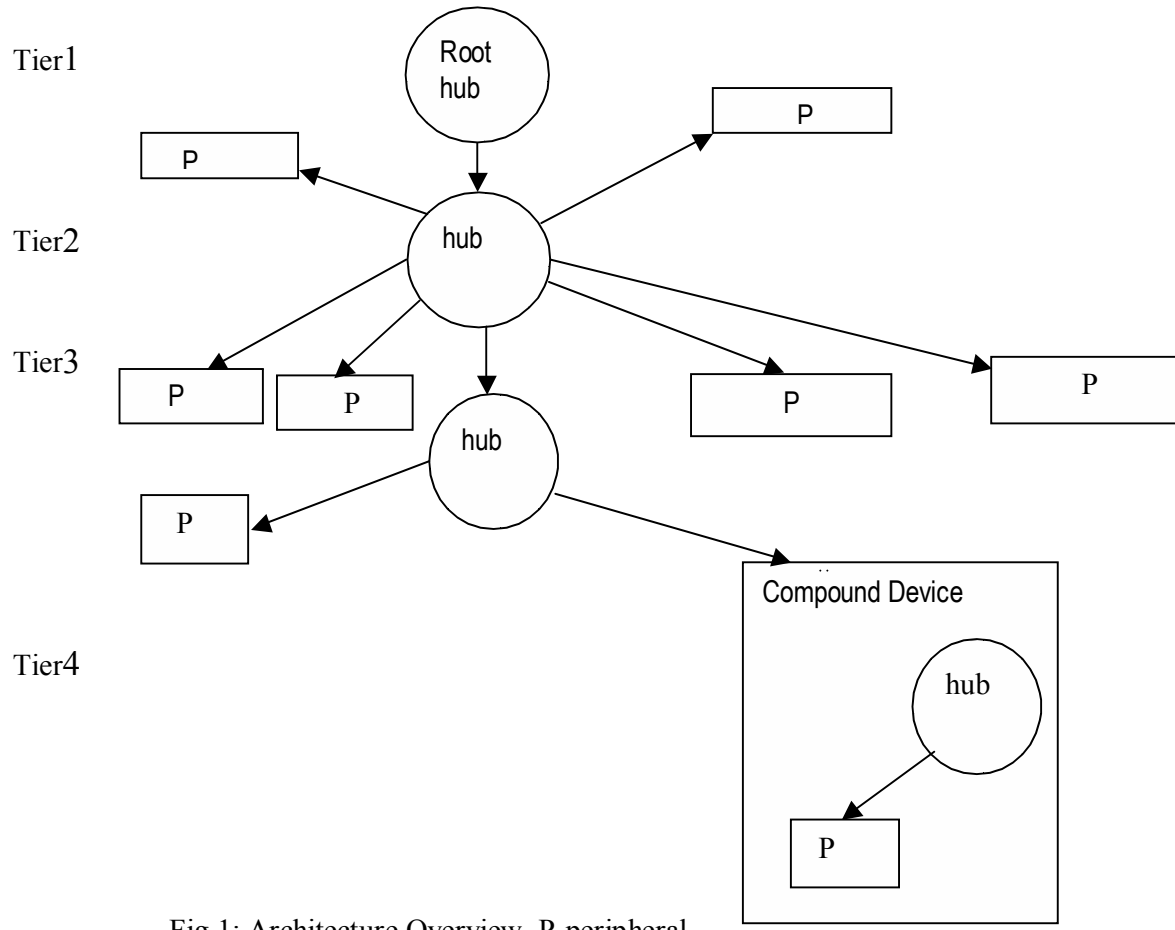 Tier1
Root
hub
P
P
Tier2
hub
Tier3
P
P
P
P
hub
P
Compound Device
Tier4
hub
P
Fig 1: Architecture Overview, P-peripheral